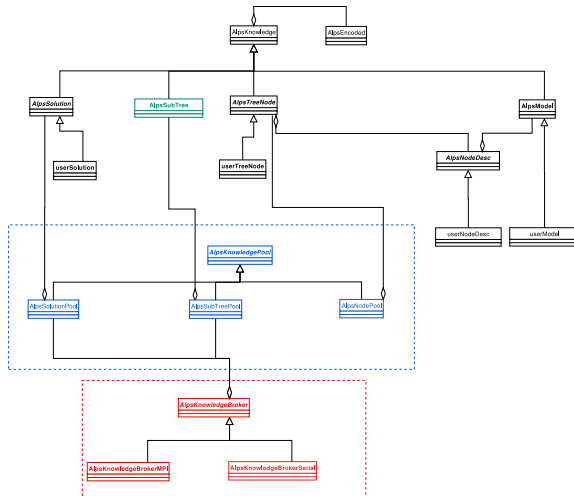 AlpsKnowledge
AlpsEncoded
AlpsSolution
AlpsSubTree
AlpsTreeNode
AlpsModel
userSolution
userTreeNode
AlpsNodeDesc
userNodeDesc
userModel
AlpsKnowledgePool
AlpsSolutionPool
AlpsSubTreePool
AlpsNodePool
AlpsKnowledgeBroker
AlpsKnowledgeBrokerMPI
AlpsKnowledgeBrokerSerial